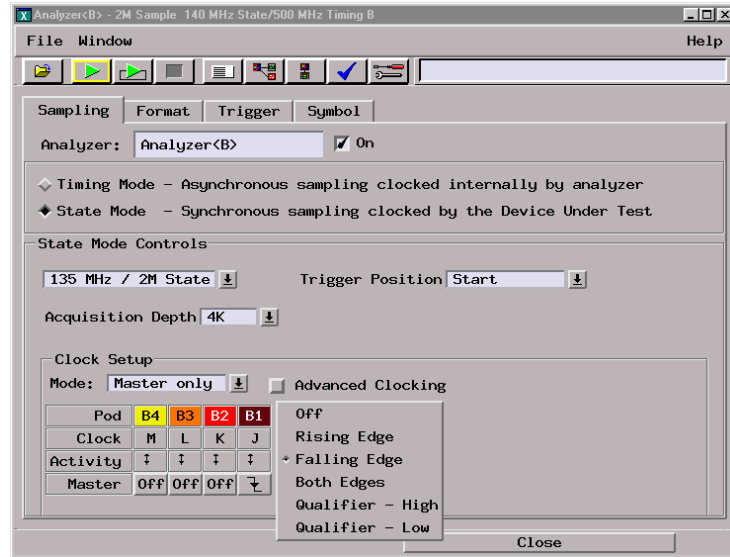 Analyzer<B> - 2M Sample 140 MHz State/500 MHz Timing B
File Window Help
Sampling Format Trigger Symbol
Analyzer: Analyzer<B> On
Timing Mode - Asynchronous sampling clocked internally by analyzer
State Mode - Synchronous sampling clocked by the Device Under Test
State Mode Controls
135 MHz / 2M State Trigger Position Start
Acquisition Depth 4K
Clock Setup
Mode: Master only Advanced Clocking
Pod B4 B3 B2 B1
Clock M L K J
Activity
Master Off Off Off
Off
Rising Edge
Falling Edge
Both Edges
Qualifier - High
Qualifier - Low
Close